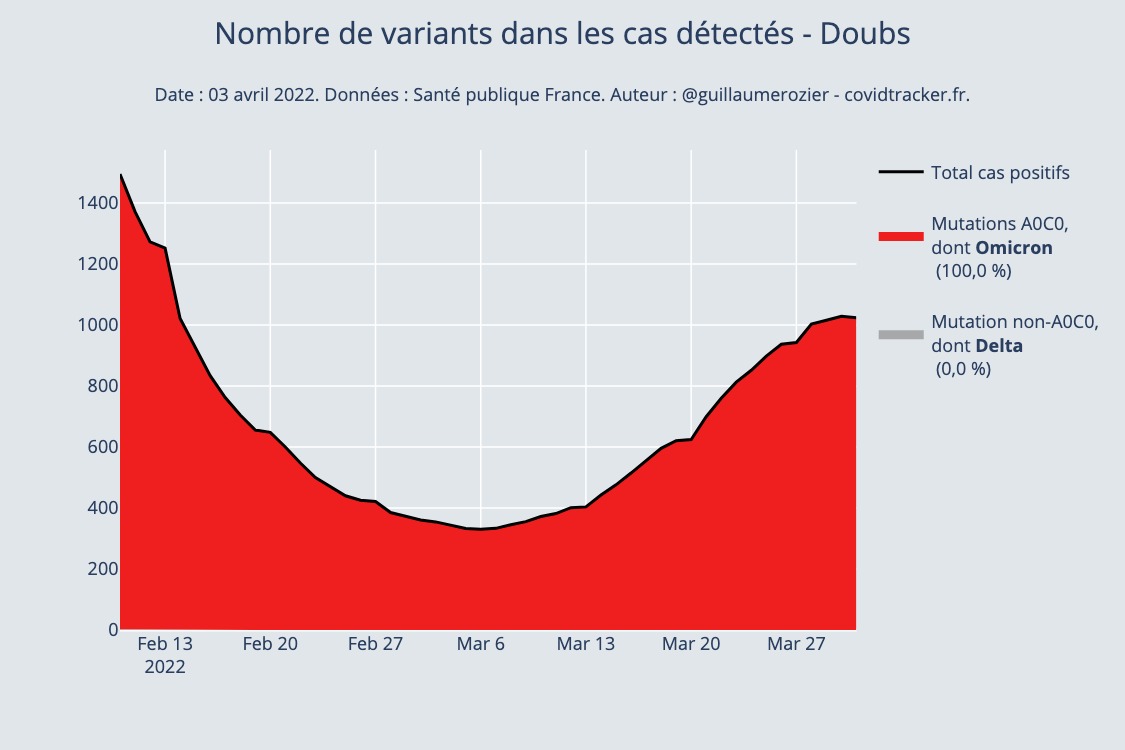 Nombre de variants dans les cas détectés - Doubs
Date : 03 avril 2022. Données : Santé publique France. Auteur : @guillaumerozier - covidtracker.fr.
Total cas positifs
Mutations A0C0,
dont Omicron
(100,0 %)
Mutation non-A0C0,
dont Delta
(0,0 %)
1400
1200
1000
800
600
400
200
0
Feb 13
2022
Feb 20
Feb 27
Mar 6
Mar 13
Mar 20
Mar 27